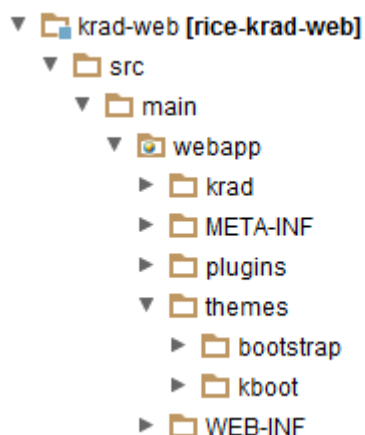 krad-web [rice-krad-web]
src
main
webapp
krad
META-INF
plugins
themes
bootstrap
kboot
WEB-INF